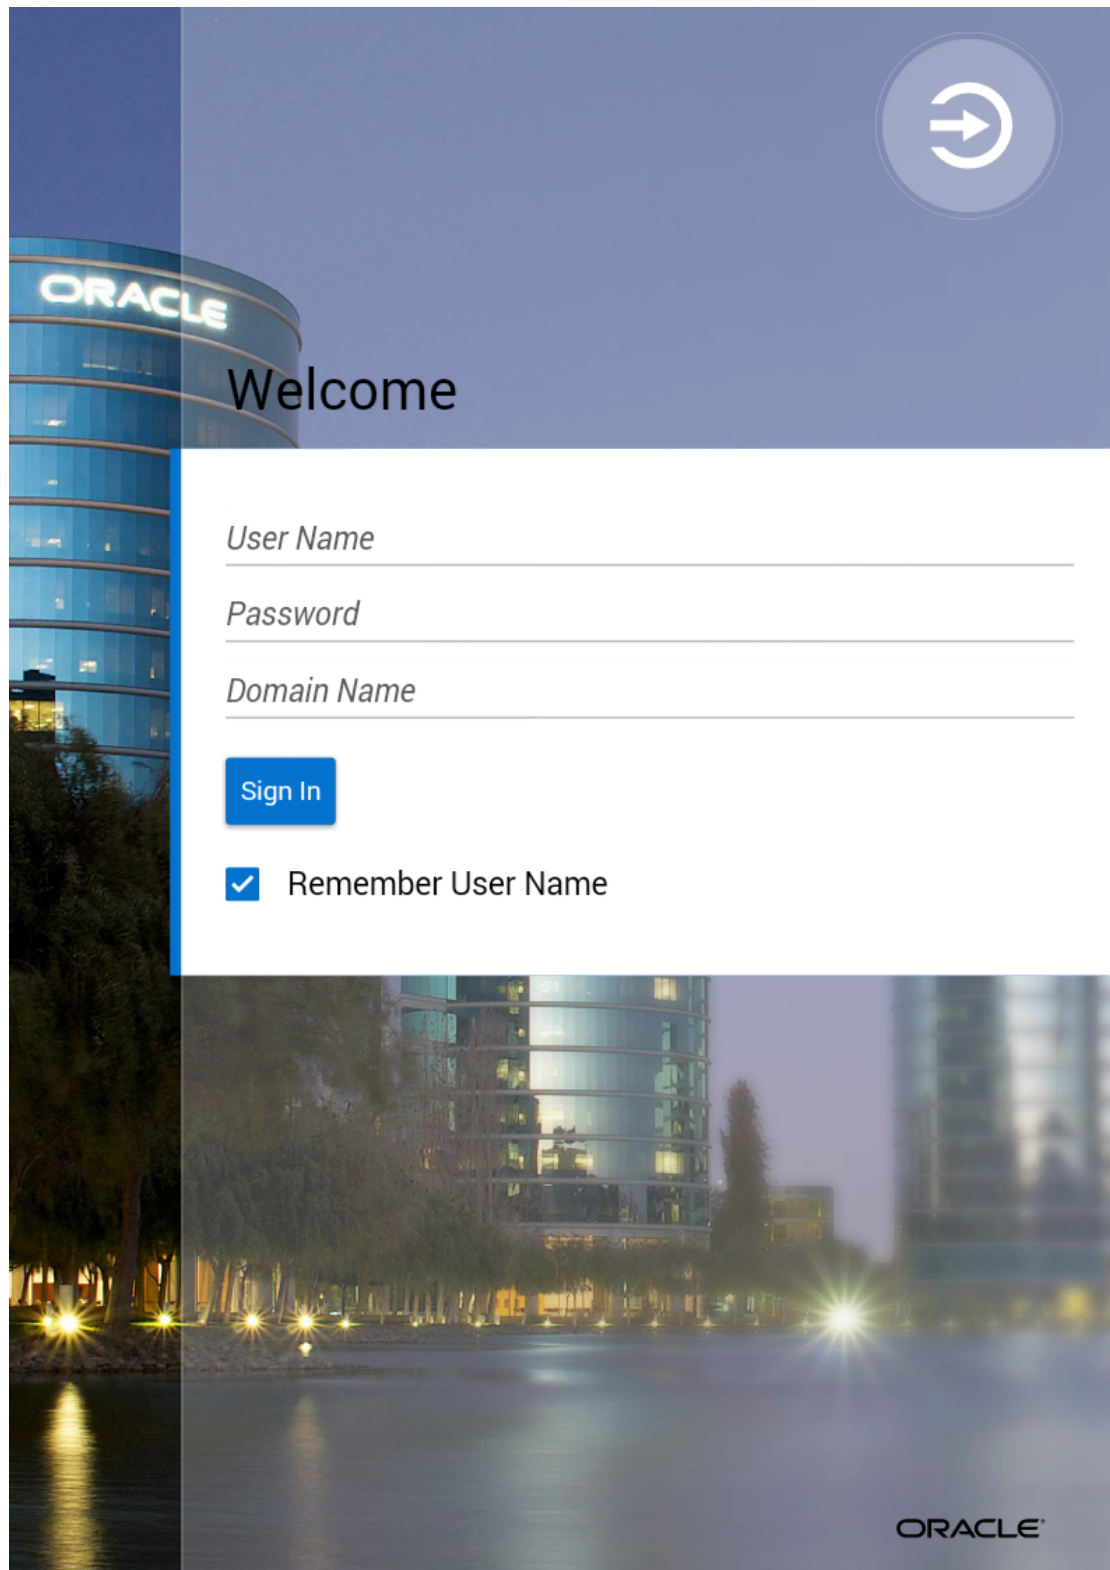 ORACLE
Welcome
User Name
Password
Domain Name
Sign In
Remember User Name
ORACLE®